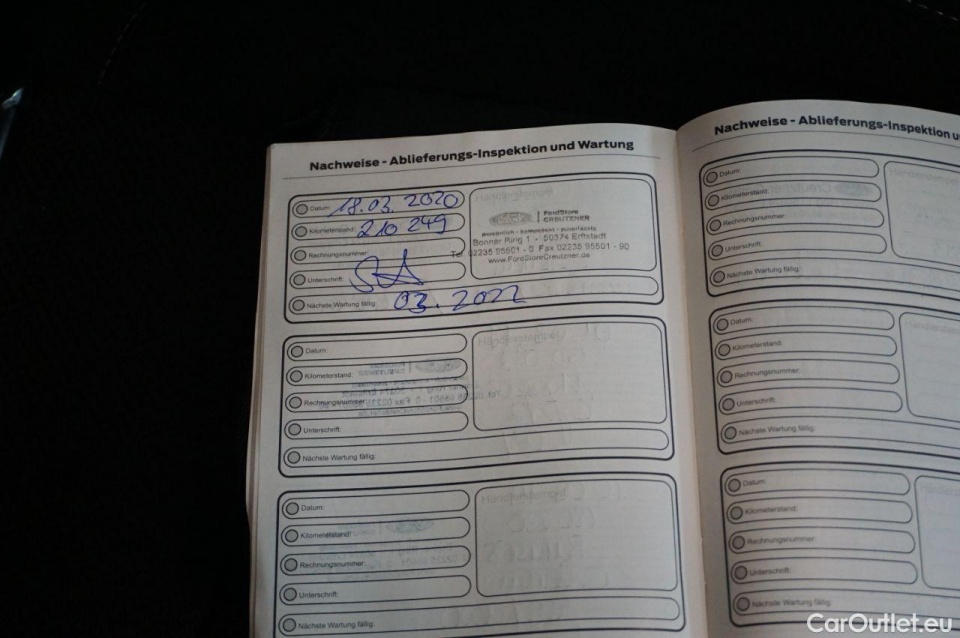 Nachweise - Ablieferungs-Inspektion und Wartung
Datum: 18.03.2020
Kilometerstand: 210 249
Rechnungsnummer:
Unterschrift:
Nächste Wartung fällig: 03.2022
FordStore
CREUTZNER
persönlich - kompetent - zuverlässig
Bonner Ring 1 - 50374 Erftstadt
Tel. 02235 95501 - 0 Fax 02235 95501 - 90
www.FordStoreCreutzner.de
Datum:
Kilometerstand:
Rechnungsnummer:
Unterschrift:
Nächste Wartung fällig:
Datum:
Kilometerstand:
Rechnungsnummer:
Unterschrift:
Nächste Wartung fällig:
Nachweise - Ablieferungs-Inspektion u
Datum:
Kilometerstand:
Rechnungsnummer:
Unterschrift:
Nächste Wartung fällig:
Datum:
Kilometerstand:
Rechnungsnummer:
Unterschrift:
Nächste Wartung fällig:
Datum:
Kilometerstand:
Rechnungsnummer:
Unterschrift:
Nächste Wartung fällig:
CarOutlet.eu